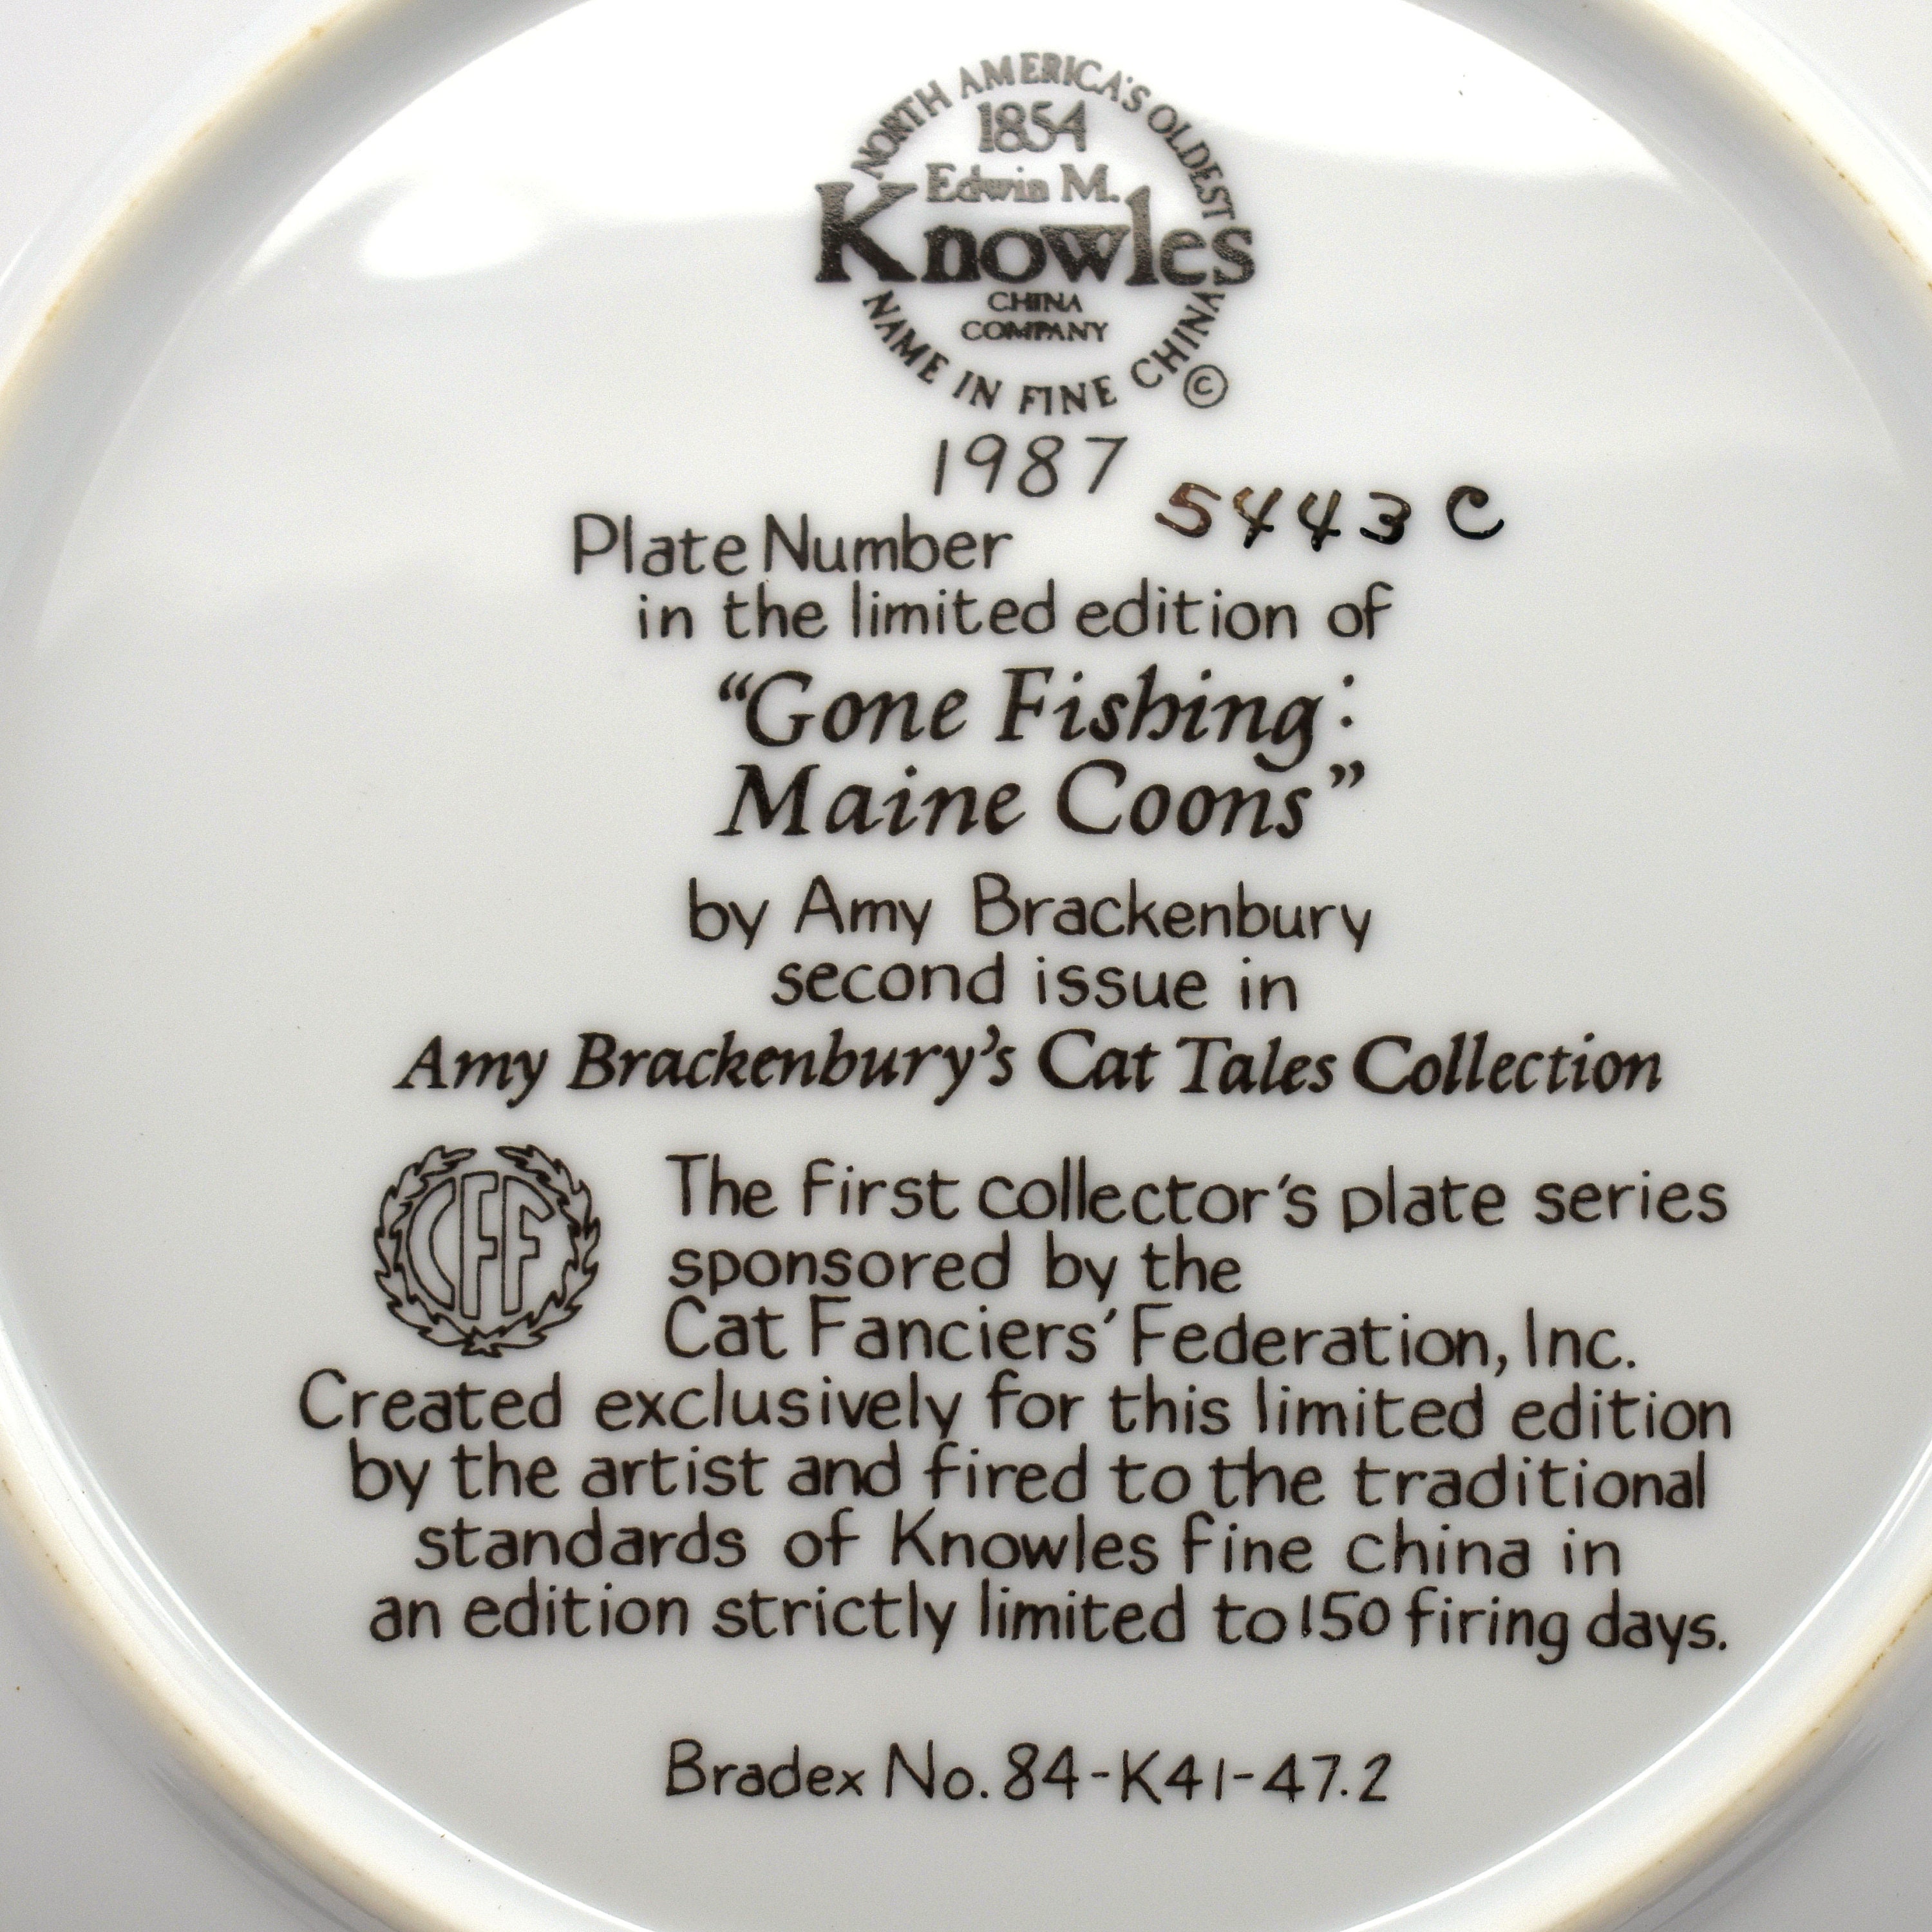 NORTH AMERICA'S OLDEST
1854
Edwin M.
Knowles
CHINA
COMPANY
NAME IN FINE CHINA
©
1987
Plate Number 5443 C
in the limited edition of
“Gone Fishing:
Maine Coons”
by Amy Brackenbury
second issue in
Amy Brackenbury’s Cat Tales Collection
CFF
The first collector’s plate series
sponsored by the
Cat Fanciers’ Federation, Inc.
Created exclusively for this limited edition
by the artist and fired to the traditional
standards of Knowles fine china in
an edition strictly limited to 150 firing days.
Bradex No. 84-K41-47.2